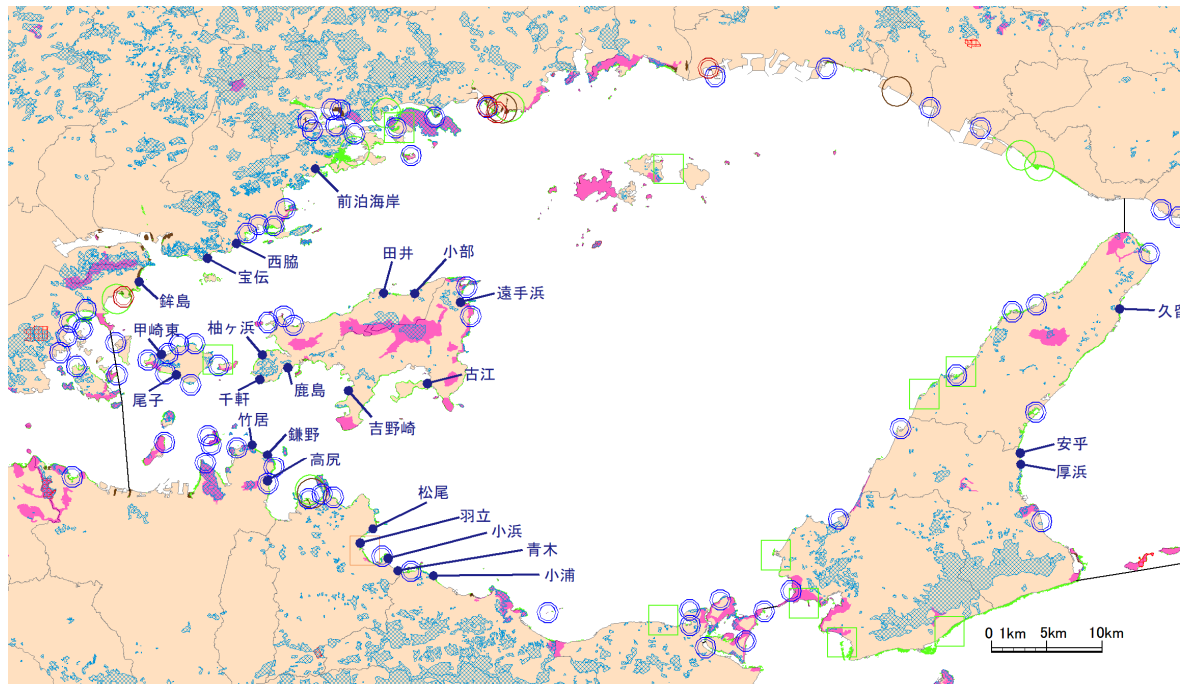 前泊海岸
西脇
宝伝
田井
小部
遠手浜
鉾島
久留
甲崎東
柚ヶ浜
尾子
千軒
鹿島
古江
吉野崎
竹居
鎌野
高尻
安乎
厚浜
松尾
羽立
小浜
青木
小浦
0 1km 5km 10km